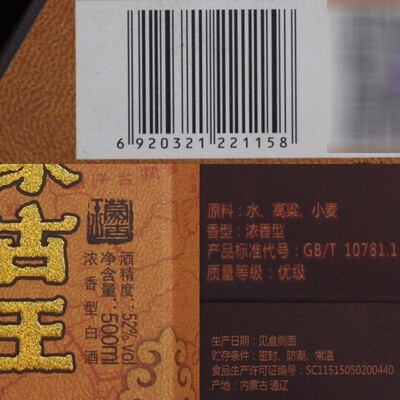 6 920321 221158
古王
浓香型白酒
净含量: 500ml
酒精度: 52% vol
原料: 水、高粱、小麦
香型: 浓香型
产品标准代号: GB/T 10781.1
质量等级: 优级
生产日期: 见盒侧面
贮存条件: 密封、防潮、常温
食品生产许可证编号: SC11515050200440
产地: 内蒙古 通辽